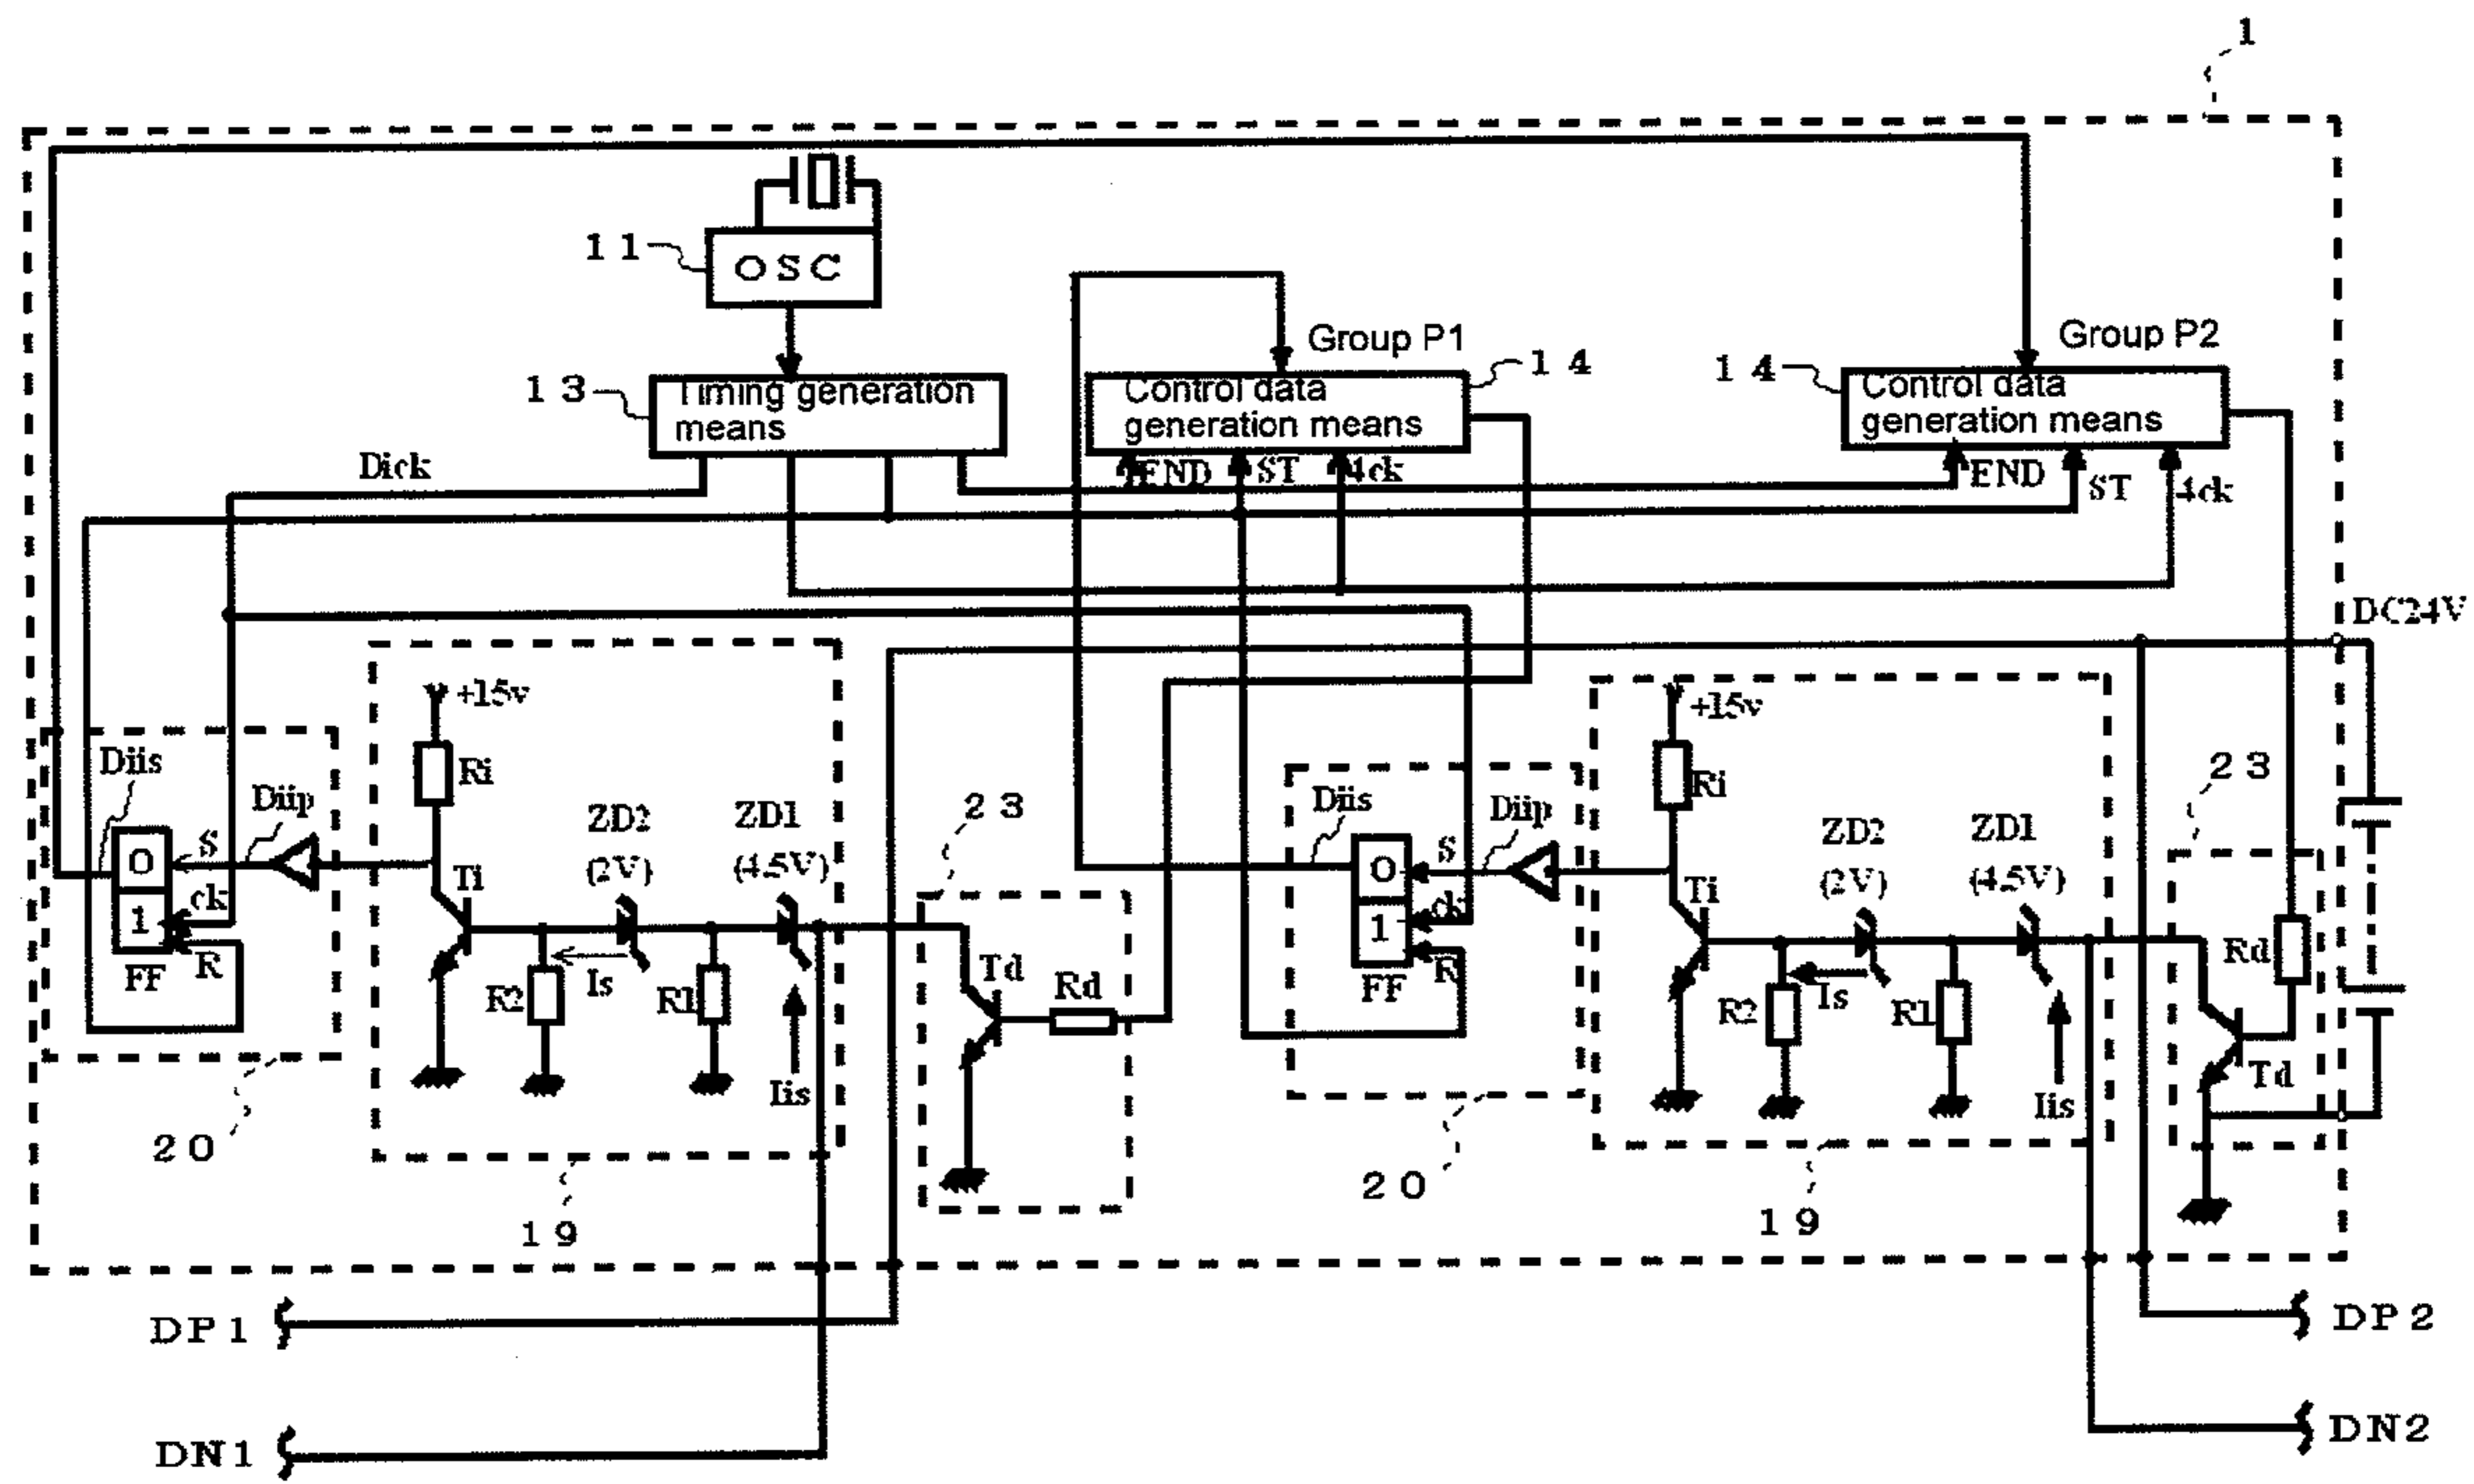 1
11
OSC
Group P1
Group P2
13
Timing generation
means
14
Control data
generation means
14
Control data
generation means
Dick
END
ST
4ck
END
ST
4ck
DC24V
+15v
+15v
Diis
Diip
Ri
ZD2
(2V)
ZD1
(4.5V)
23
Diis
Diip
Ri
ZD2
(2V)
ZD1
(4.5V)
23
0
S
ck
1
R
FF
Ti
R2
Is
R1
Iis
Td
Rd
0
S
ck
1
R
FF
Ti
R2
Is
R1
Iis
Rd
Td
20
19
20
19
DP1
DP2
DN1
DN2